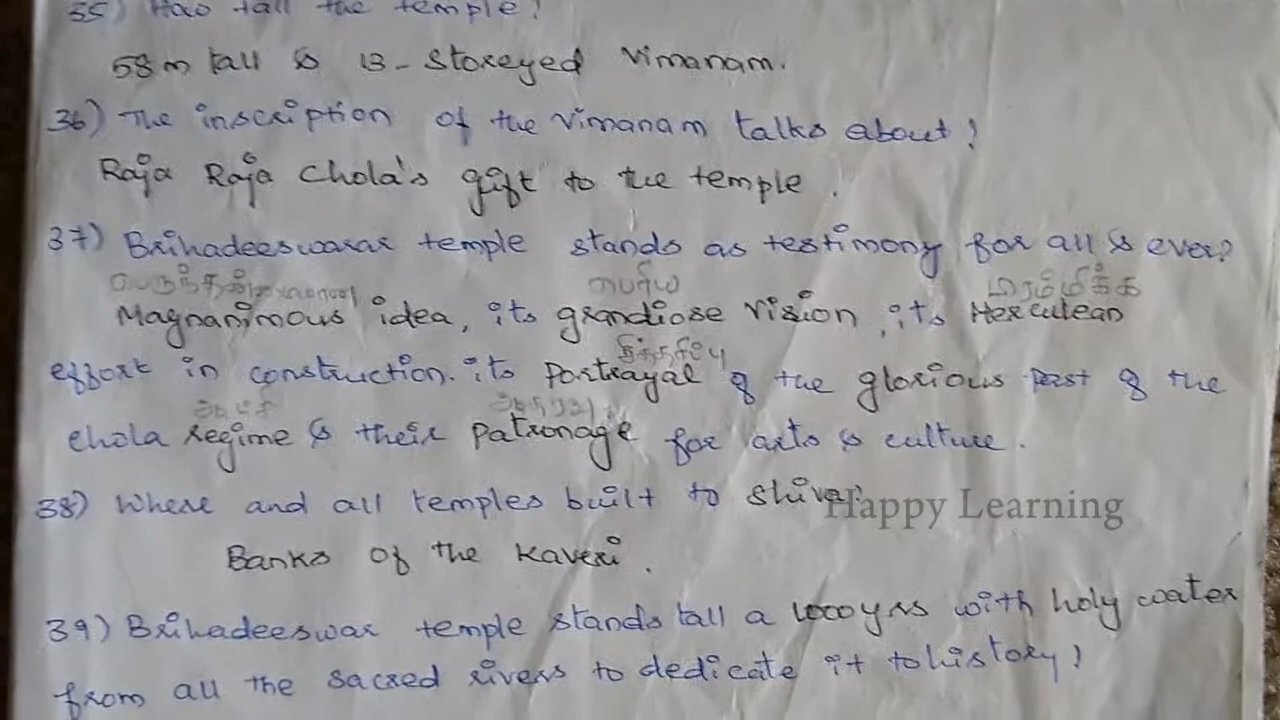 35) How tall the temple?
58 m tall & 13 - Storeyed Vimanam.
36) The inscription of the Vimanam talks about?
Raja Raja Chola's gift to the temple.
37) Brihadeeswarar temple stands as testimony for all & ever?
பெரிய
Magnanimous idea, its grandiose vision, its Herculean
effort in construction. its Portrayal of the glorious past of the
ஆட்சி
chola regime & their Patronage for arts & culture.
38) Where and all temples built to Shiva?
Happy Learning
Banks of the Kaveri.
39) Brihadeeswar temple stands tall a 1000 yrs with holy water
from all the sacred rivers to dedicate it to history?